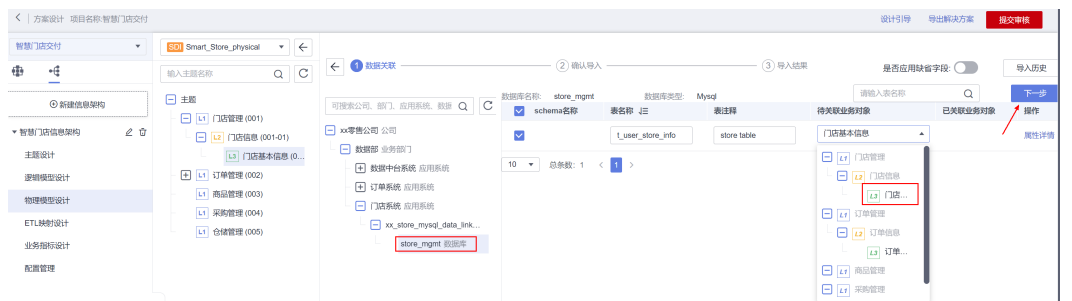 方案设计 项目名称:智慧门店交付
设计引导 导出解决方案 提交审核
智慧门店交付
新建信息架构
智慧门店信息架构
主题设计
逻辑模型设计
物理模型设计
ETL映射设计
业务指标设计
配置管理
SDI Smart_Store_physical
输入主题名称
主题
L1 门店管理 (001)
L2 门店信息 (001-01)
L3 门店基本信息 (0...
L1 订单管理 (002)
L1 商品管理 (003)
L1 采购管理 (004)
L1 仓储管理 (005)
1 数据关联 2 确认导入 3 导入结果
是否应用缺省字段: 导入历史
可搜索公司、部门、应用系统、数据
xx零售公司 公司
数据部 业务部门
数据中台系统 应用系统
订单系统 应用系统
门店系统 应用系统
xx_store_mysql_data_link...
store_mgmt 数据库
数据库名称: store_mgmt 数据库类型: Mysql
请输入表名称 下一步
schema名称 表名称 表注释 待关联业务对象 已关联业务对象 操作
t_user_store_info store table 门店基本信息 属性详情
10 总条数: 1 < 1 >
L1 门店管理
L2 门店信息
L3 门店...
L1 订单管理
L2 订单信息
L3 订单...
L1 商品管理
L1 采购管理